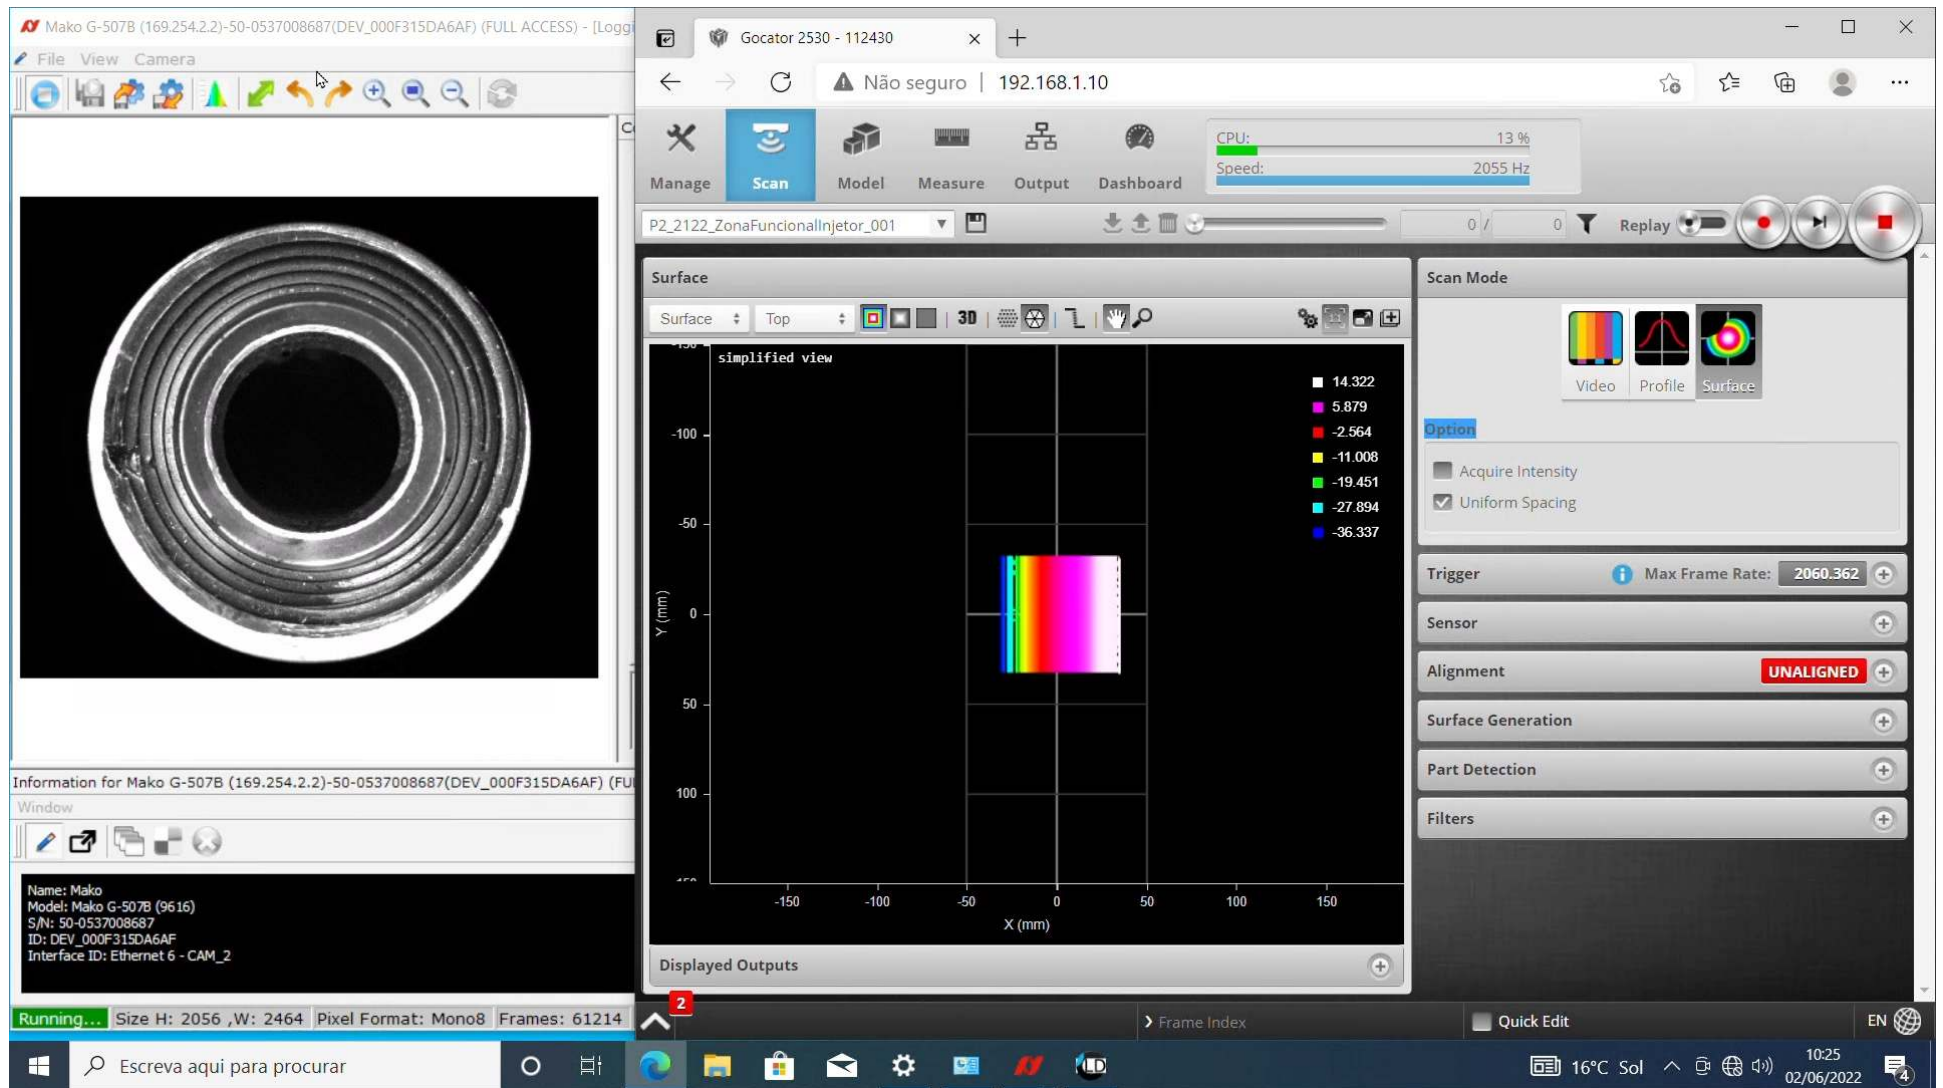 Mako G-507B (169.254.2.2)-50-0537008687(DEV_000F315DA6AF) (FULL ACCESS) - [Loggi
File View Camera
Information for Mako G-507B (169.254.2.2)-50-0537008687(DEV_000F315DA6AF) (FU
Window
Name: Mako
Model: Mako G-507B (9616)
S/N: 50-0537008687
ID: DEV_000F315DA6AF
Interface ID: Ethernet 6 - CAM_2
Running... Size H: 2056 ,W: 2464 Pixel Format: Mono8 Frames: 61214
Gocator 2530 - 112430
Não seguro | 192.168.1.10
Manage Scan Model Measure Output Dashboard
CPU: 13 %
Speed: 2055 Hz
P2_2122_ZonaFuncionalInjetor_001
0 / 0
Replay
Surface
Surface Top 3D
simplified view
14.322
5.879
-2.564
-11.008
-19.451
-27.894
-36.337
-150
-100
-50
0
50
100
150
Y (mm)
-150 -100 -50 0 50 100 150
X (mm)
Displayed Outputs
Scan Mode
Video Profile Surface
Option
Acquire Intensity
Uniform Spacing
Trigger Max Frame Rate: 2060.362
Sensor
Alignment UNALIGNED
Surface Generation
Part Detection
Filters
2
Frame Index
Quick Edit
EN
Escreva aqui para procurar
16°C Sol
10:25
02/06/2022
4